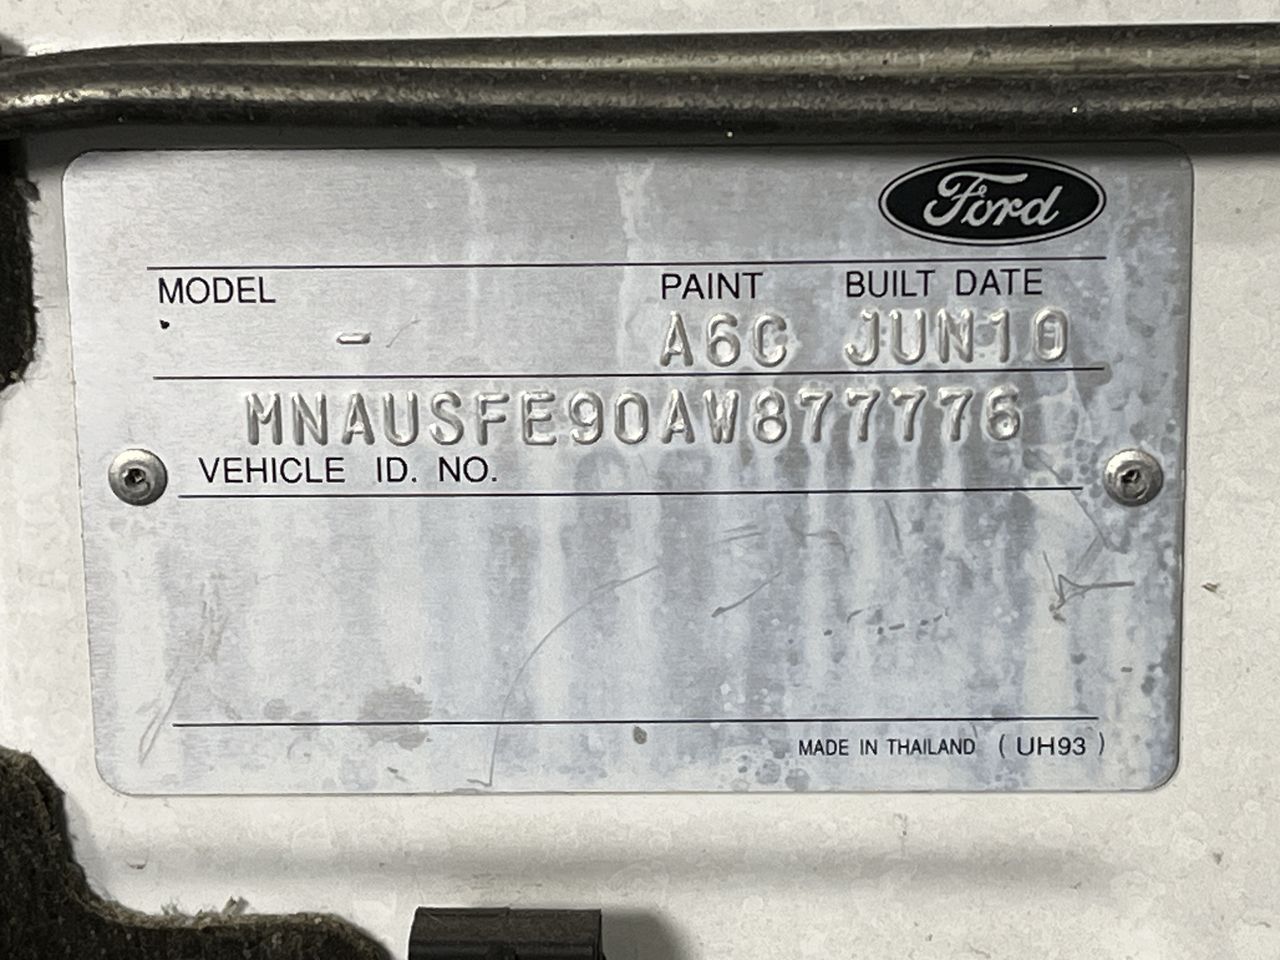 Ford
MODEL PAINT BUILT DATE
- A6C JUN10
MNAUSFE90AW877776
VEHICLE ID. NO.
MADE IN THAILAND ( UH93 )